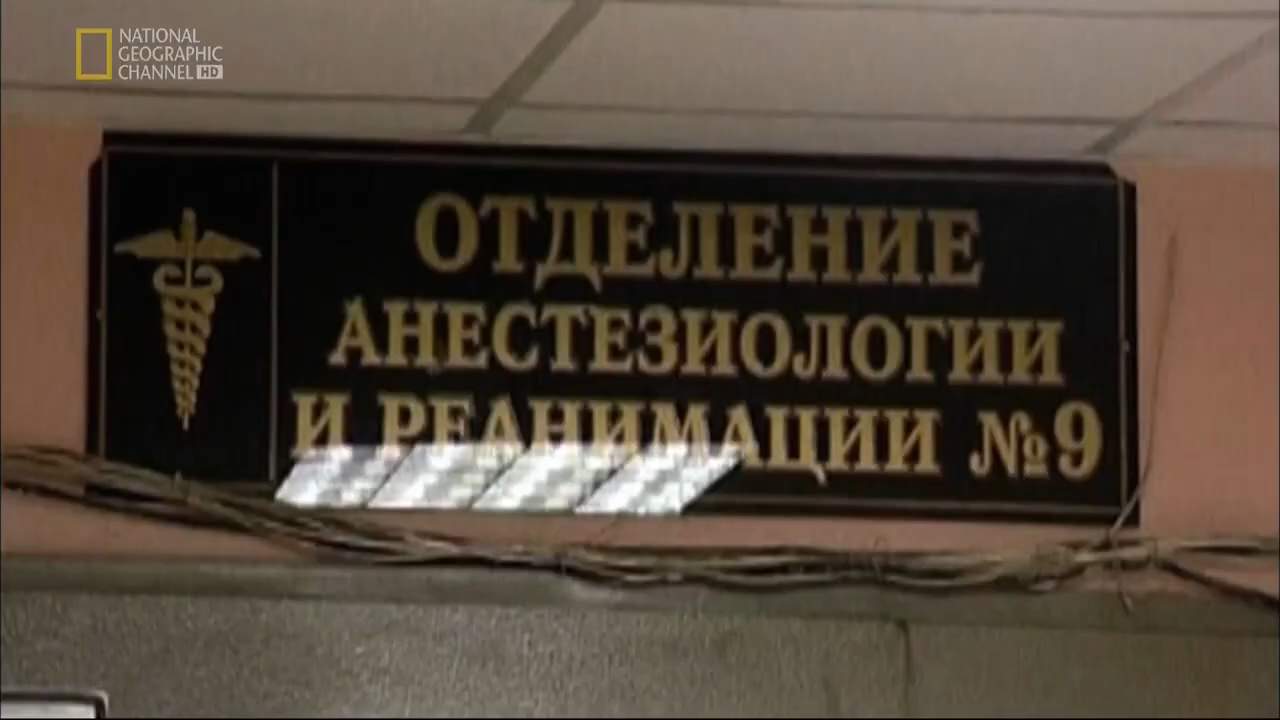 NATIONAL
GEOGRAPHIC
CHANNEL HD
ОТДЕЛЕНИЕ
АНЕСТЕЗИОЛОГИИ
И РЕАНИМАЦИИ №9